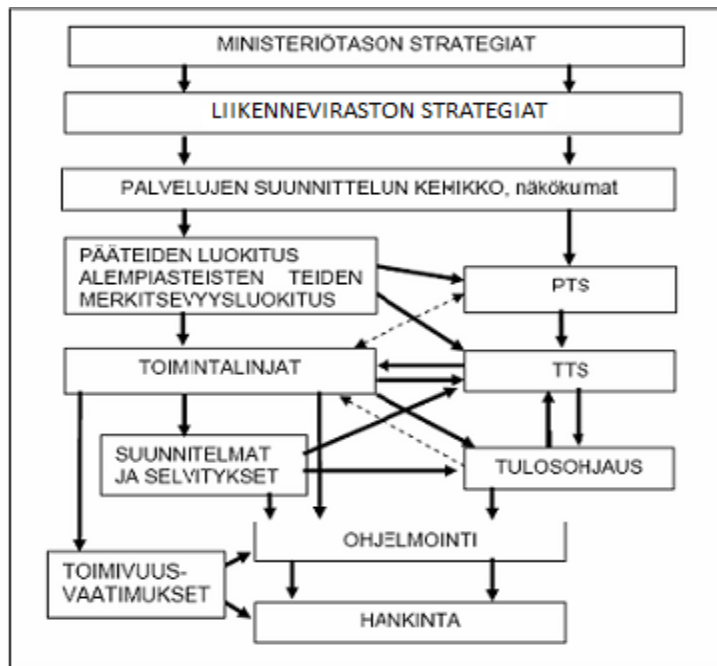 MINISTERIÖTASON STRATEGIAT
LIIKENNEVIRASTON STRATEGIAT
PALVELUJEN SUUNNITTELUN KEHIKKO, näkökulmat
PÄÄTEIDEN LUOKITUS
ALEMPIASTEISTEN TEIDEN
MERKITSEVYYSLUOKITUS
PTS
TOIMINTALINJAT
TTS
SUUNNITELMAT
JA SELVITYKSET
TULOSOHJAUS
OHJELMOINTI
TOIMIVUUS-
VAATIMUKSET
HANKINTA